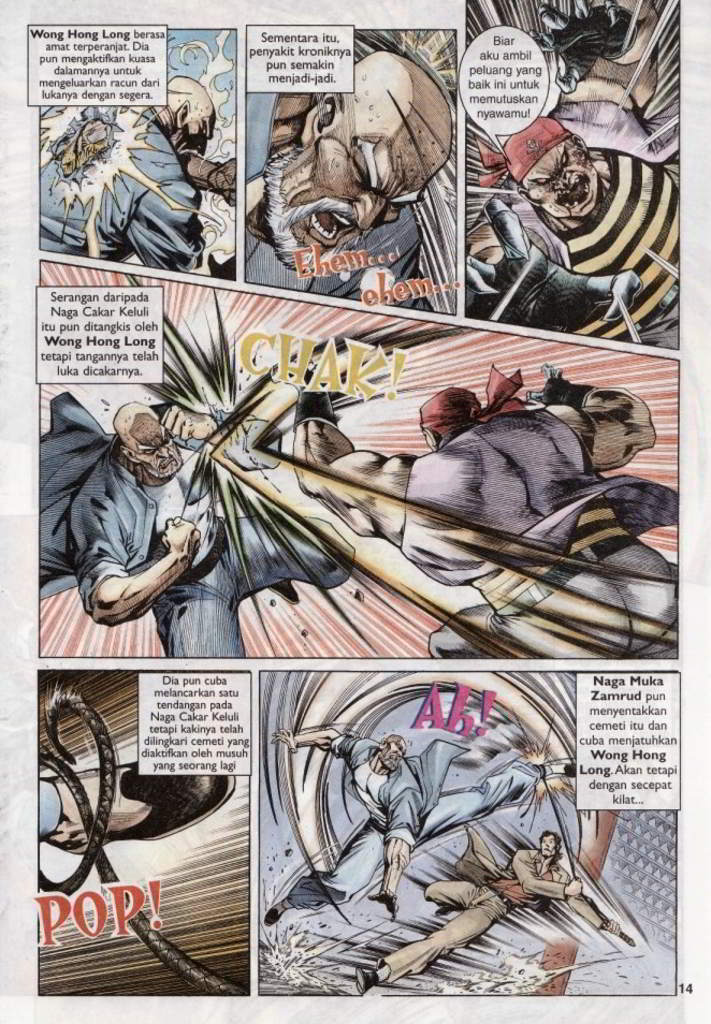 Wong Hong Long berasa
amat terperanjat. Dia
pun mengaktifkan kuasa
dalamannya untuk
mengeluarkan racun dari
lukanya dengan segera.
Sementara itu,
penyakit kroniknya
pun semakin
menjadi-jadi.
Ehem...
ehem...
Biar
aku ambil
peluang yang
baik ini untuk
memutuskan
nyawamu!
Serangan daripada
Naga Cakar Keluli
itu pun ditangkis oleh
Wong Hong Long
tetapi tangannya telah
luka dicakarnya.
CHAK!
Dia pun cuba
melancarkan satu
tendangan pada
Naga Cakar Keluli
tetapi kakinya telah
dilingkari cemeti yang
diaktifkan oleh musuh
yang seorang lagi
POP!
AH!
Naga Muka
Zamrud pun
menyentakkan
cemeti itu dan
cuba menjatuhkan
Wong Hong
Long. Akan tetapi
dengan secepat
kilat...
14